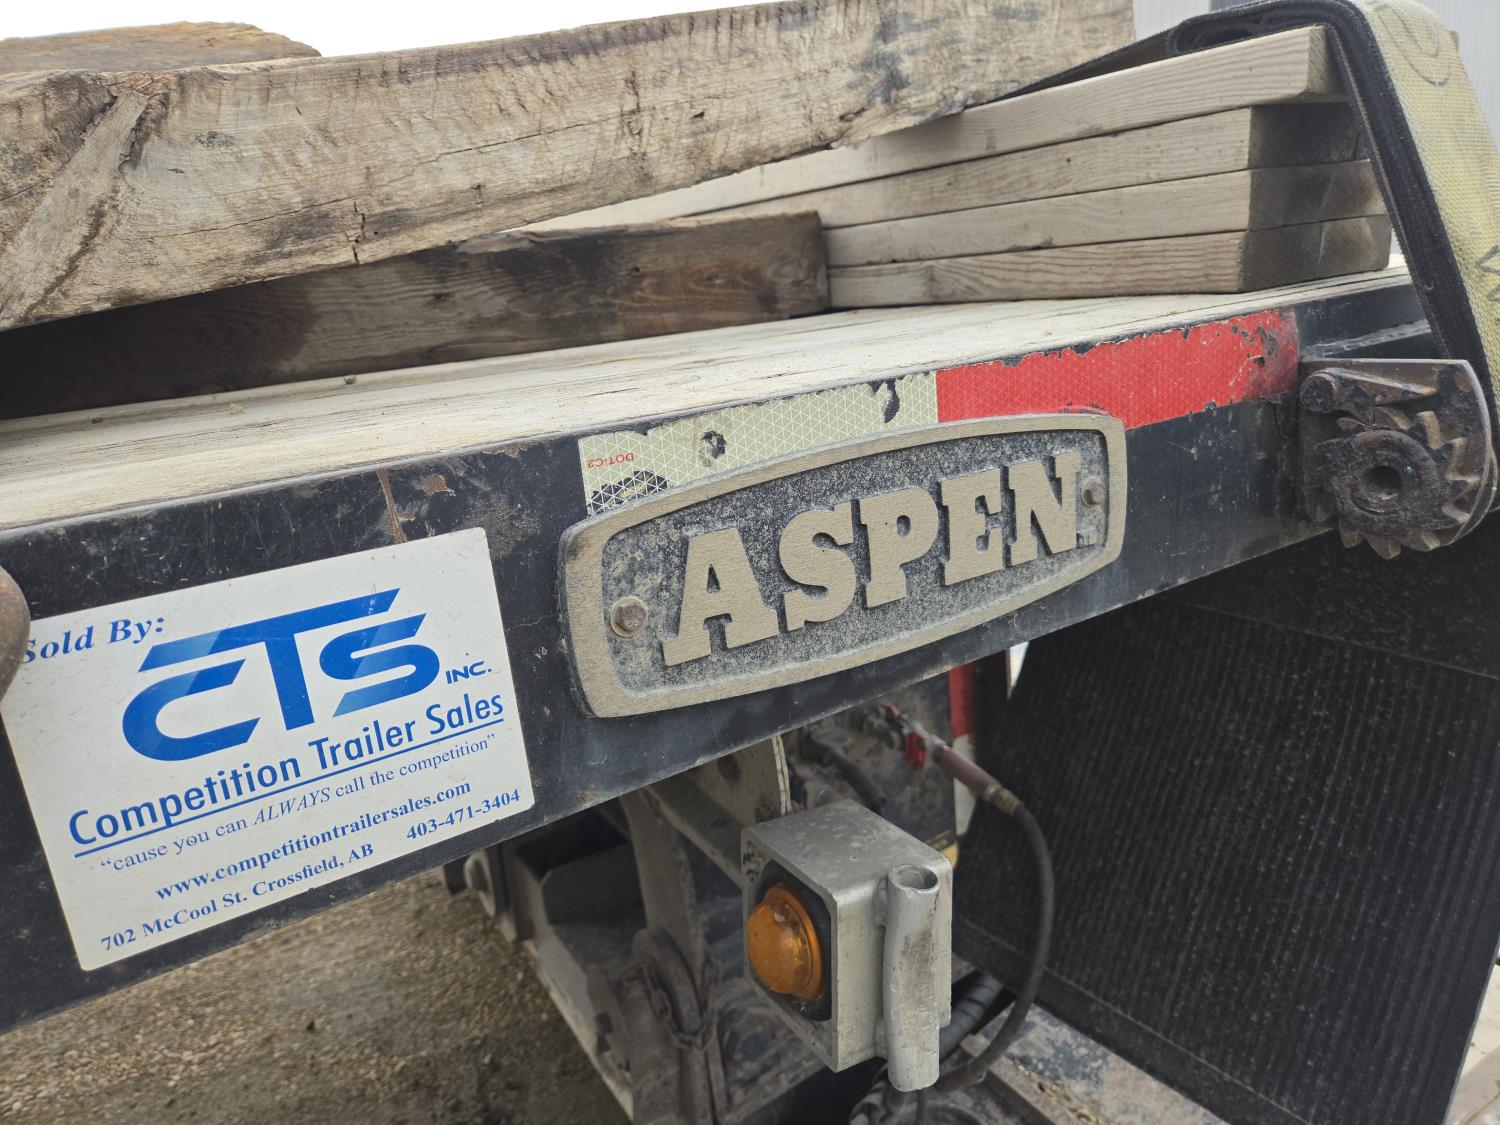 DOT-C2
ASPEN
Sold By:
CTS INC.
Competition Trailer Sales
"cause you can ALWAYS call the competition"
www.competitiontrailersales.com
702 McCool St. Crossfield, AB 403-471-3404